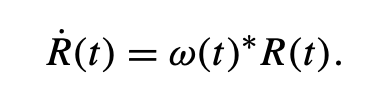 Ṙ(t) = ω(t)*R(t).